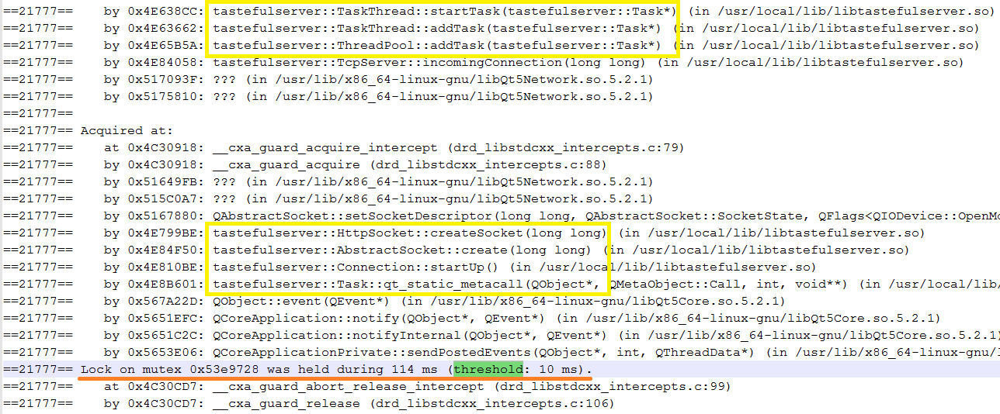 ==21777==    by 0x4E638CC: tastefulserver::TaskThread::startTask(tastefulserver::Task*) (in /usr/local/lib/libtastefulserver.so)
==21777==    by 0x4E63662: tastefulserver::TaskThread::addTask(tastefulserver::Task*) (in /usr/local/lib/libtastefulserver.so)
==21777==    by 0x4E65B5A: tastefulserver::ThreadPool::addTask(tastefulserver::Task*) (in /usr/local/lib/libtastefulserver.so)
==21777==    by 0x4E84058: tastefulserver::TcpServer::incomingConnection(long long) (in /usr/local/lib/libtastefulserver.so)
==21777==    by 0x517093F: ??? (in /usr/lib/x86_64-linux-gnu/libQt5Network.so.5.2.1)
==21777==    by 0x5175810: ??? (in /usr/lib/x86_64-linux-gnu/libQt5Network.so.5.2.1)
==21777==
==21777== Acquired at:
==21777==    at 0x4C30918: __cxa_guard_acquire_intercept (drd_libstdcxx_intercepts.c:79)
==21777==    by 0x4C30918: __cxa_guard_acquire (drd_libstdcxx_intercepts.c:88)
==21777==    by 0x51649FB: ??? (in /usr/lib/x86_64-linux-gnu/libQt5Network.so.5.2.1)
==21777==    by 0x515C0A7: ??? (in /usr/lib/x86_64-linux-gnu/libQt5Network.so.5.2.1)
==21777==    by 0x5167880: QAbstractSocket::setSocketDescriptor(long long, QAbstractSocket::SocketState, QFlags<QIODevice::OpenMo
==21777==    by 0x4E799BE: tastefulserver::HttpSocket::createSocket(long long) (in /usr/local/lib/libtastefulserver.so)
==21777==    by 0x4E84F50: tastefulserver::AbstractSocket::create(long long) (in /usr/local/lib/libtastefulserver.so)
==21777==    by 0x4E810BE: tastefulserver::Connection::startUp() (in /usr/local/lib/libtastefulserver.so)
==21777==    by 0x4E8B601: tastefulserver::Task::qt_static_metacall(QObject*, QMetaObject::Call, int, void**) (in /usr/local/lib/
==21777==    by 0x567A22D: QObject::event(QEvent*) (in /usr/lib/x86_64-linux-gnu/libQt5Core.so.5.2.1)
==21777==    by 0x5651EFC: QCoreApplication::notify(QObject*, QEvent*) (in /usr/lib/x86_64-linux-gnu/libQt5Core.so.5.2.1)
==21777==    by 0x5651C2C: QCoreApplication::notifyInternal(QObject*, QEvent*) (in /usr/lib/x86_64-linux-gnu/libQt5Core.so.5.2.1)
==21777==    by 0x5653E06: QCoreApplicationPrivate::sendPostedEvents(QObject*, int, QThreadData*) (in /usr/lib/x86_64-linux-gnu/l
==21777== Lock on mutex 0x53e9728 was held during 114 ms (threshold: 10 ms).
==21777==    at 0x4C30CD7: __cxa_guard_abort_release_intercept (drd_libstdcxx_intercepts.c:99)
==21777==    by 0x4C30CD7: __cxa_guard_release (drd_libstdcxx_intercepts.c:106)